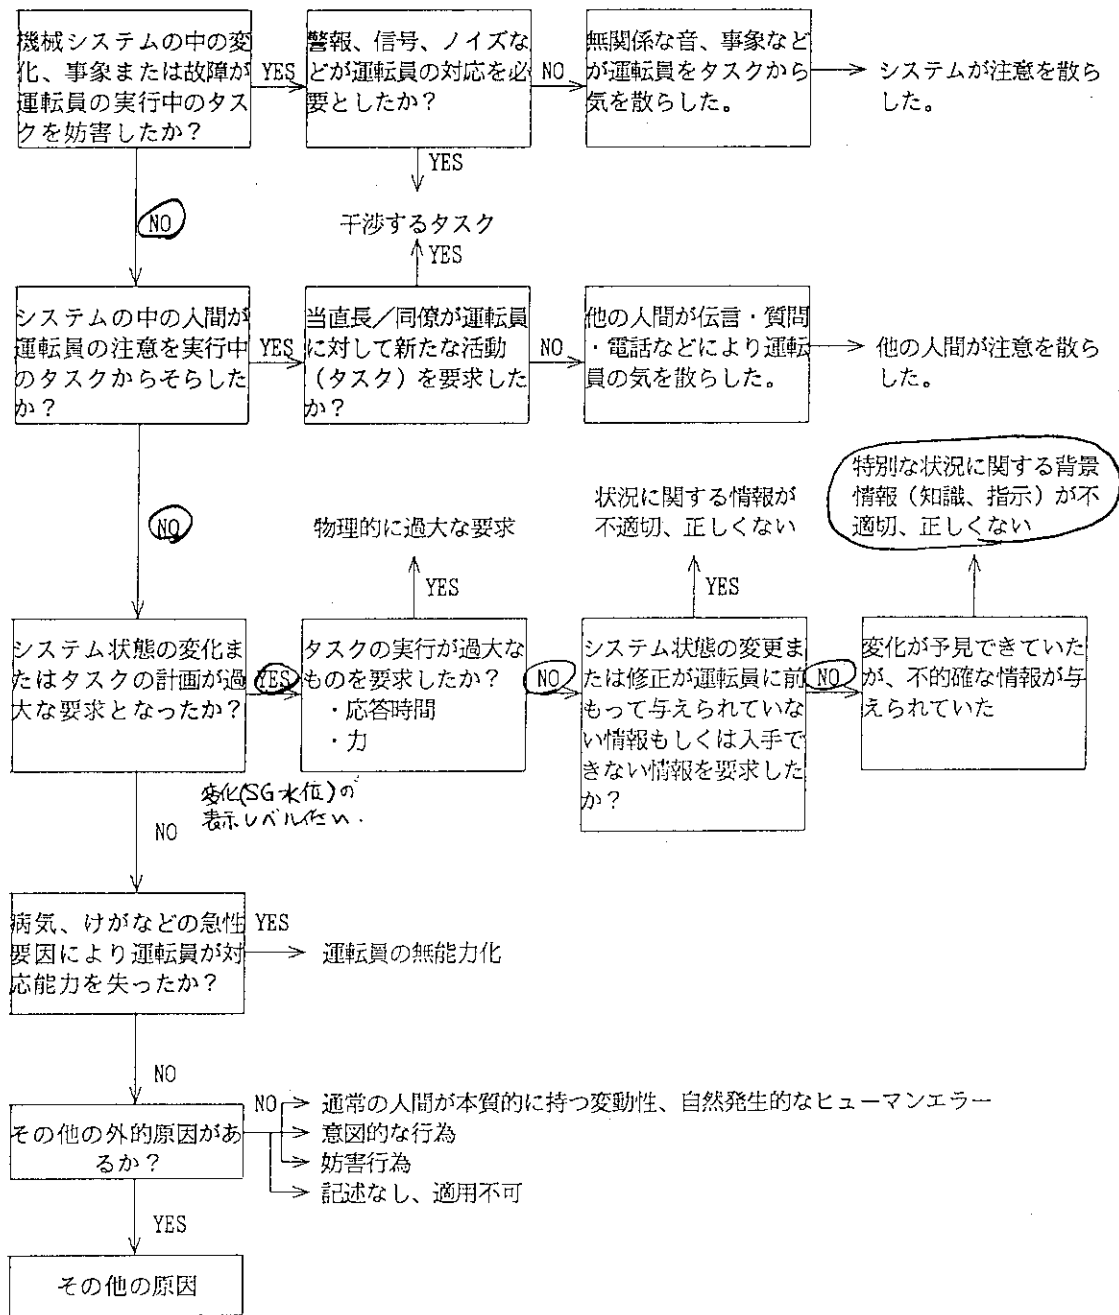 機械システムの中の変
化、事象または故障が
運転員の実行中のタス
クを妨害したか？
YES
警報、信号、ノイズな
どが運転員の対応を必
要としたか？
NO
無関係な音、事象など
が運転員をタスクから
気を散らした。
システムが注意を散ら
した。
YES
NO
干渉するタスク
YES
システムの中の人間が
運転員の注意を実行中
のタスクからそらした
か？
YES
当直長／同僚が運転員
に対して新たな活動
（タスク）を要求した
か？
NO
他の人間が伝言・質問
・電話などにより運転
員の気を散らした。
他の人間が注意を散ら
した。
NO
物理的に過大な要求
状況に関する情報が
不適切、正しくない
特別な状況に関する背景
情報（知識、指示）が不
適切、正しくない
YES
YES
システム状態の変化ま
たはタスクの計画が過
大な要求となったか？
YES
タスクの実行が過大な
ものを要求したか？
・応答時間
・力
NO
システム状態の変更ま
たは修正が運転員に前
もって与えられていな
い情報もしくは入手で
きない情報を要求した
か？
NO
変化が予見できていた
が、不的確な情報が与
えられていた
変化(SG水位)の
表示レベル低い.
NO
病気、けがなどの急性
要因により運転員が対
応能力を失ったか？
YES
運転員の無能力化
NO
その他の外的原因があ
るか？
NO
通常の人間が本質的に持つ変動性、自然発生的なヒューマンエラー
意図的な行為
妨害行為
記述なし、適用不可
YES
その他の原因